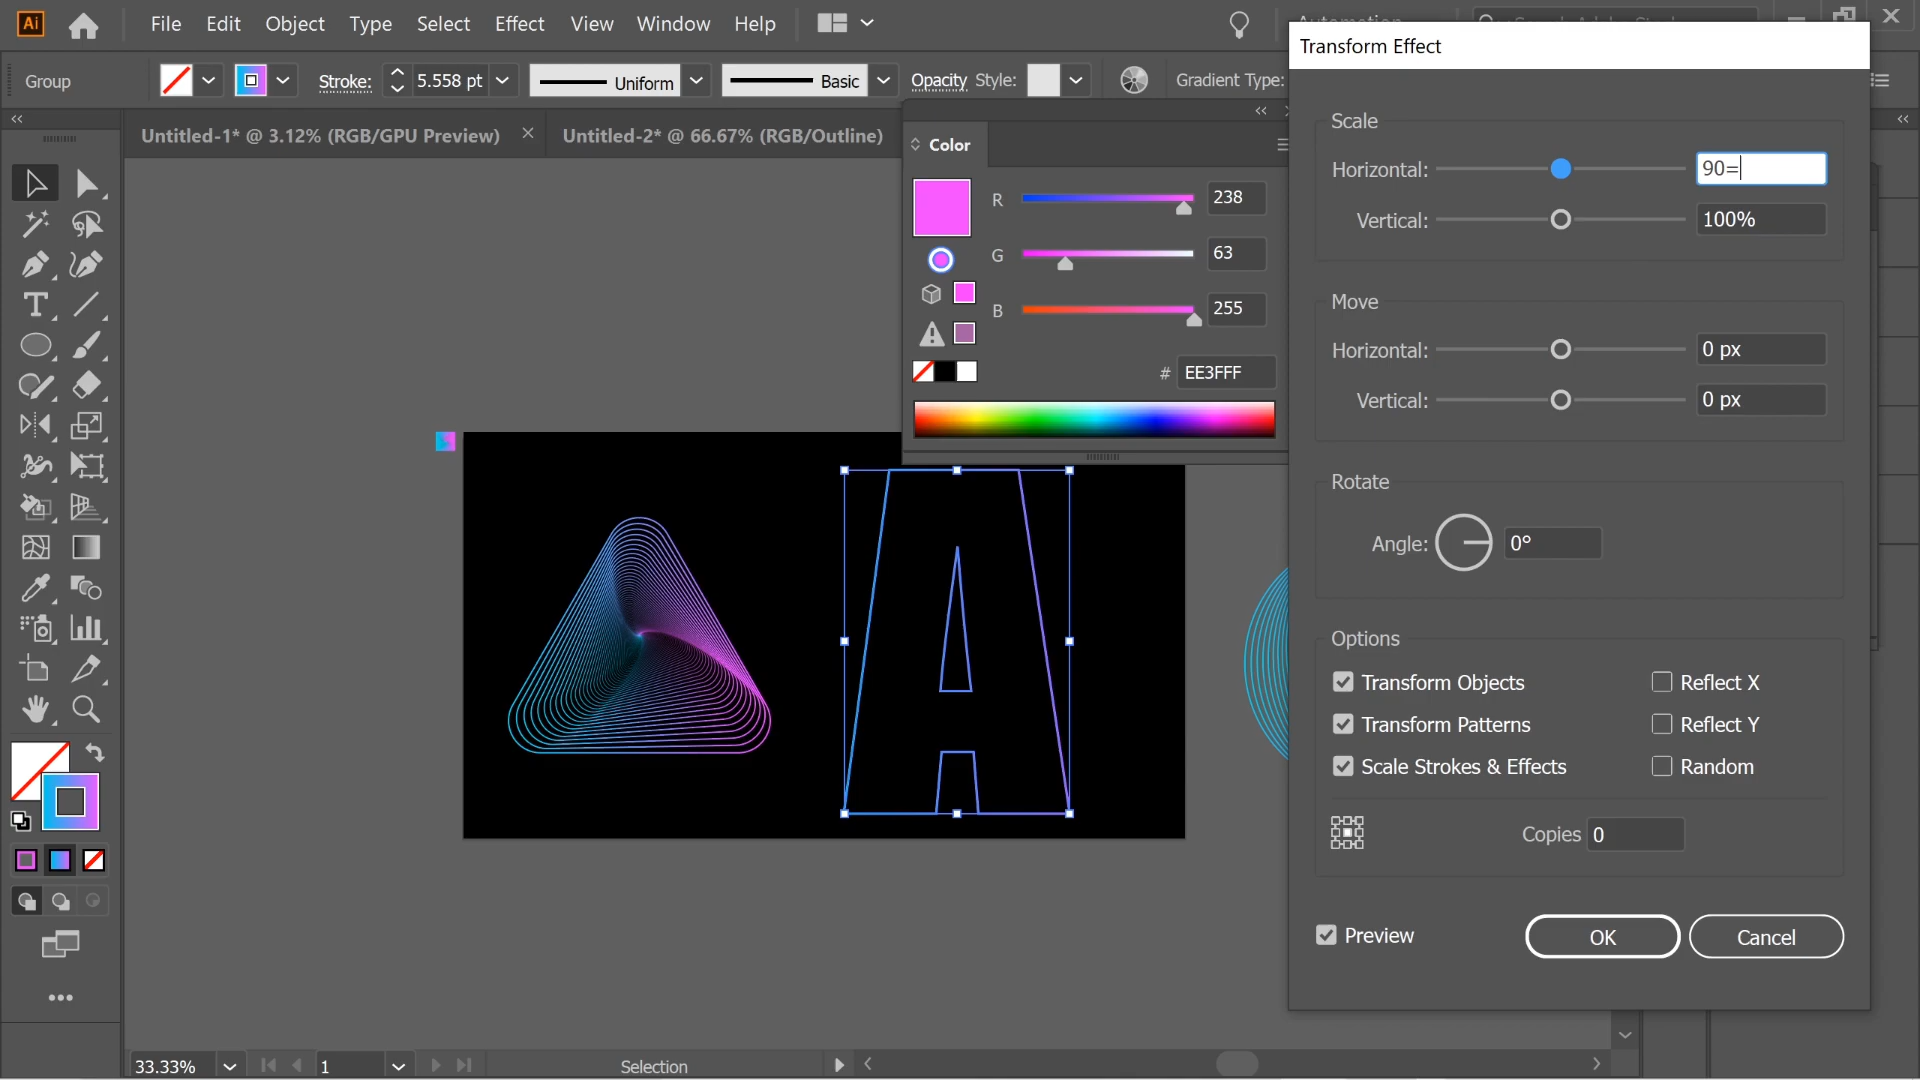 Ai
File Edit Object Type Select Effect View Window Help
Transform Effect
Group
Stroke: 5.558 pt Uniform Basic Opacity Style: Gradient Type:
Untitled-1* @ 3.12% (RGB/GPU Preview) × Untitled-2* @ 66.67% (RGB/Outline)
Color
R 238
G 63
B 255
# EE3FFF
Scale
Horizontal: 90=
Vertical: 100%
Move
Horizontal: 0 px
Vertical: 0 px
Rotate
Angle: 0°
Options
Transform Objects Reflect X
Transform Patterns Reflect Y
Scale Strokes & Effects Random
Copies 0
Preview OK Cancel
A
33.33% 1 Selection